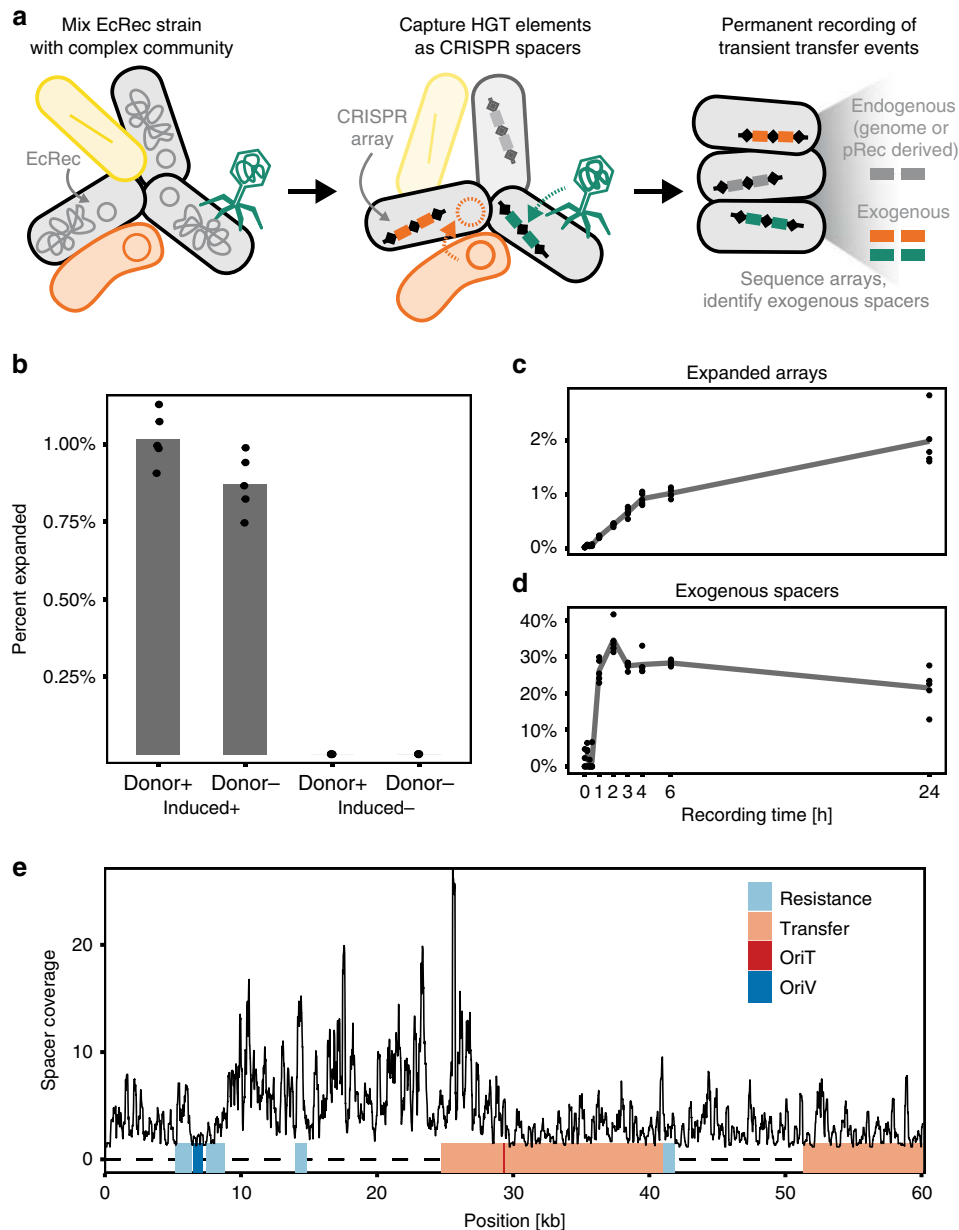 a
Mix EcRec strain
with complex community
Capture HGT elements
as CRISPR spacers
Permanent recording of
transient transfer events
EcRec
CRISPR
array
Endogenous
(genome or
pRec derived)
Exogenous
Sequence arrays,
identify exogenous spacers
b
Percent expanded
1.00%
0.75%
0.50%
0.25%
Donor+ Donor– Donor+ Donor–
Induced+ Induced–
c
Expanded arrays
2%
1%
0%
d
Exogenous spacers
40%
30%
20%
10%
0%
0 1 2 3 4 6 24
Recording time [h]
e
Spacer coverage
20
10
0
Resistance
Transfer
OriT
OriV
0 10 20 30 40 50 60
Position [kb]